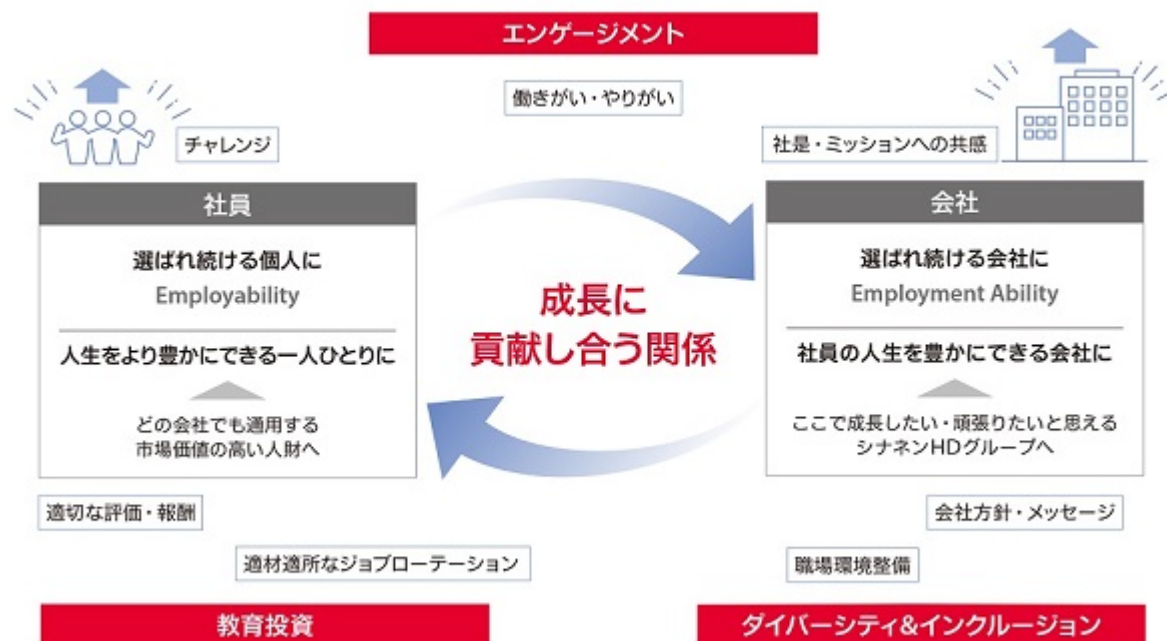 エンゲージメント
働きがい・やりがい
チャレンジ
社是・ミッションへの共感
社員
選ばれ続ける個人に
Employability
人生をより豊かにできる一人ひとりに
どの会社でも通用する
市場価値の高い人財へ
成長に
貢献し合う関係
会社
選ばれ続ける会社に
Employment Ability
社員の人生を豊かにできる会社に
ここで成長したい・頑張りたいと思える
シナネンHDグループへ
適切な評価・報酬
会社方針・メッセージ
適材適所なジョブローテーション
職場環境整備
教育投資
ダイバーシティ&インクルージョン